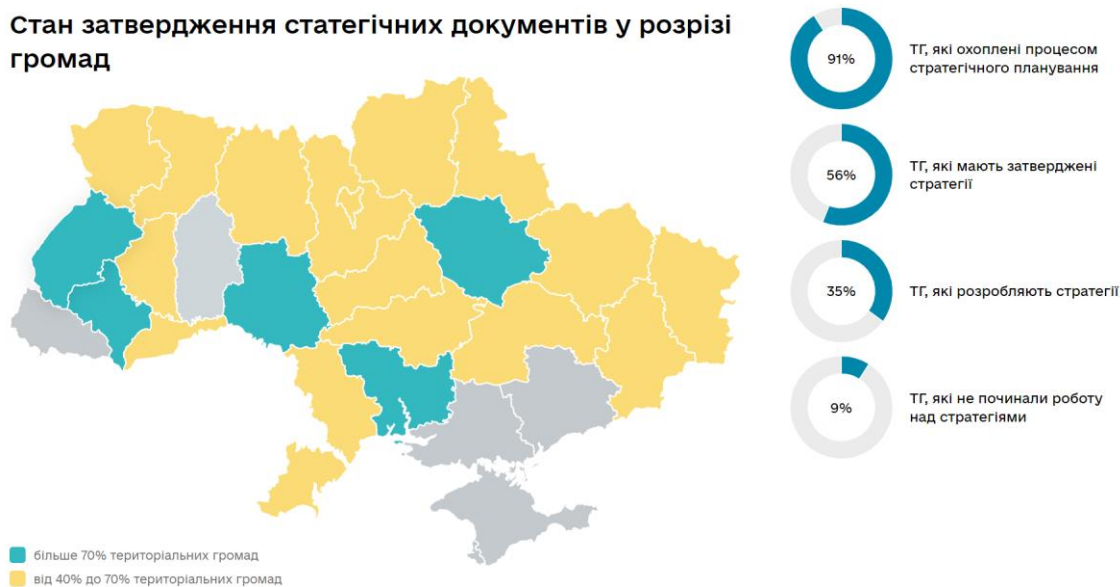 Стан затвердження статегічних документів у розрізі
громад
91%
ТГ, які охоплені процесом
стратегічного планування
56%
ТГ, які мають затверджені
стратегії
35%
ТГ, які розробляють стратегії
9%
ТГ, які не починали роботу
над стратегіями
більше 70% територіальних громад
від 40% до 70% територіальних громад